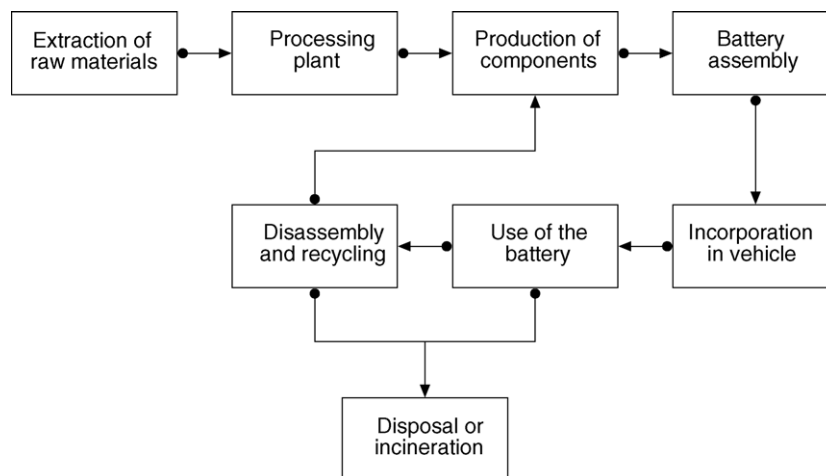 Extraction of
raw materials
Processing
plant
Production of
components
Battery
assembly
Disassembly
and recycling
Use of the
battery
Incorporation
in vehicle
Disposal or
incineration